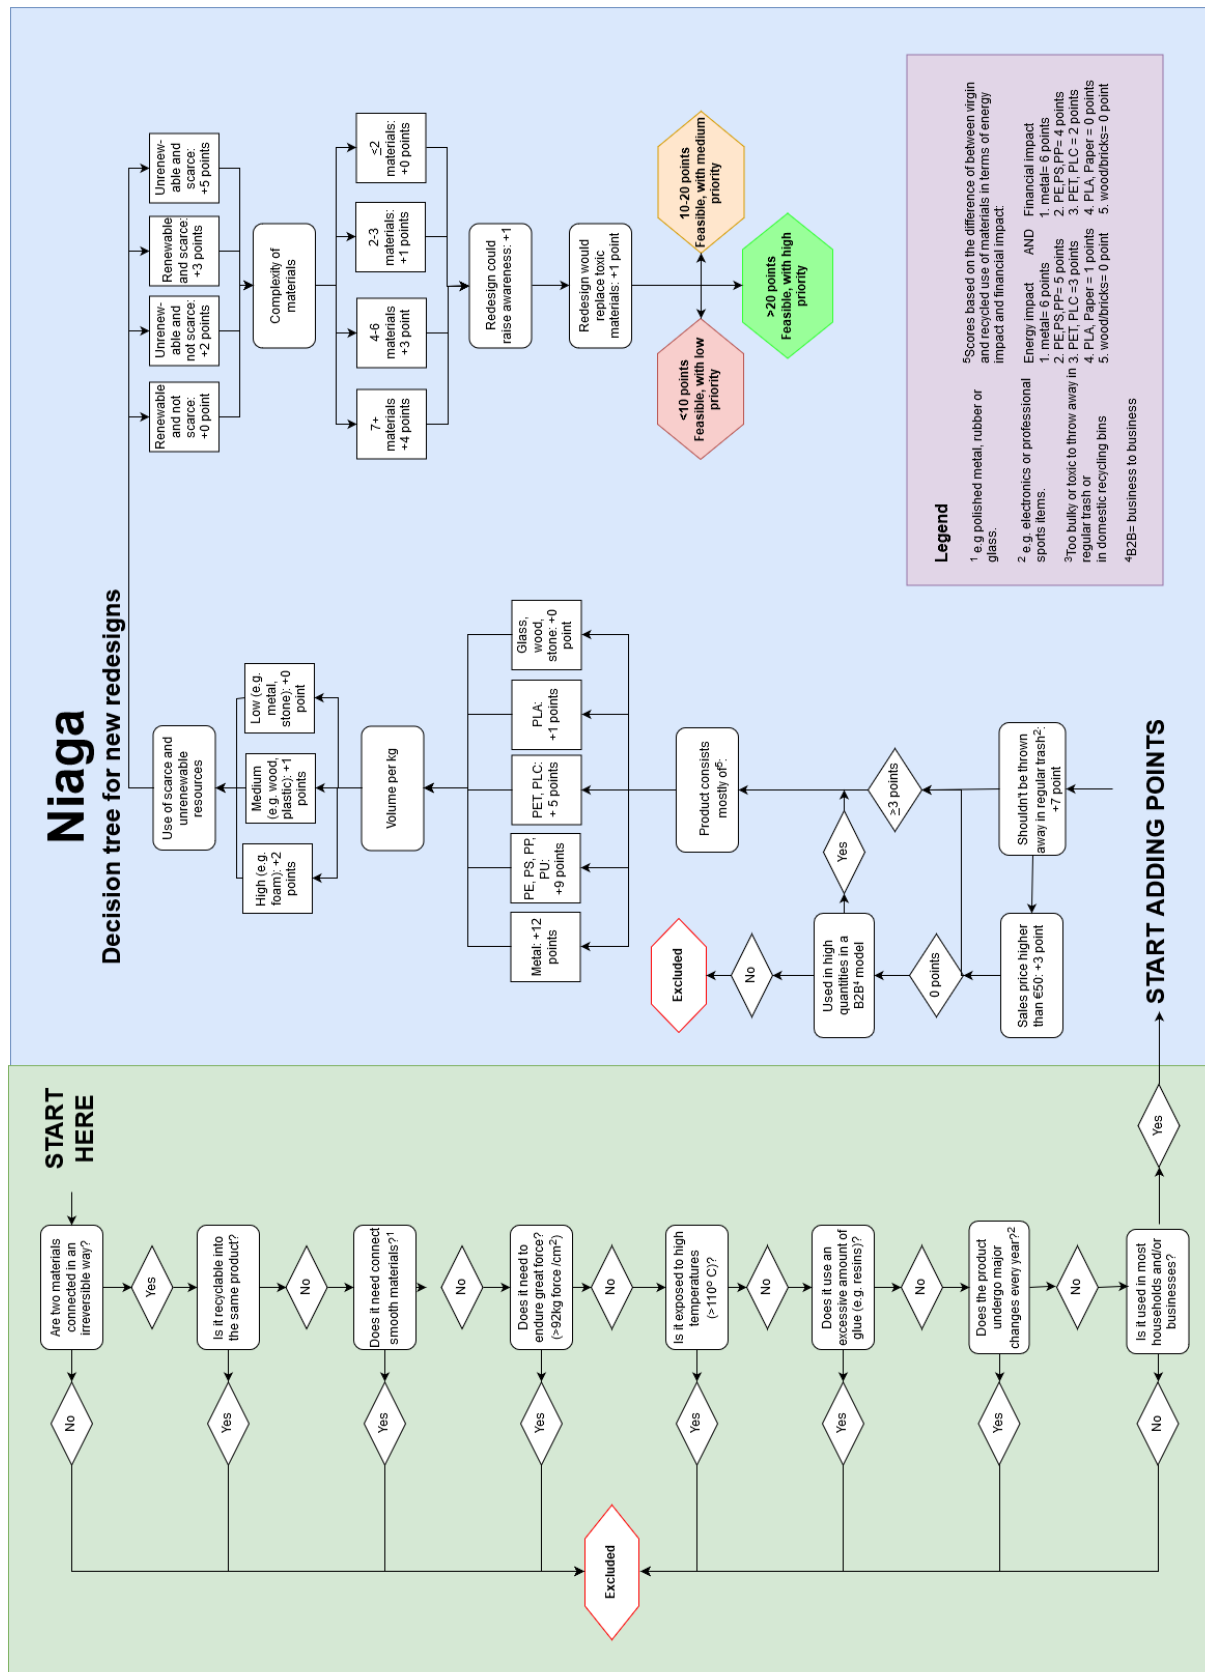 Niaga
Decision tree for new redesigns
START
HERE
Are two materials
connected in an
irreversible way?
No
Yes
Is it recyclable into
the same product?
Yes
No
Does it need connect
smooth materials?¹
Yes
No
Does it need to
endure great force?
(>92kg force /cm²)
Yes
No
Is it exposed to high
temperatures
(>110º C)?
Yes
No
Does it use an
excessive amount of
glue (e.g. resins)?
Yes
No
Does the product
undergo major
changes every year?²
Yes
No
Is it used in most
households and/or
businesses?
No
Yes
Excluded
START ADDING POINTS
Shouldn't be thrown
away in regular trash²:
+7 point
Sales price higher
than €50: +3 point
0 points
≥3 points
Used in high
quantities in a
B2B⁴ model
Yes
No
Excluded
Product consists
mostly of⁵:
Metal: +12
points
PE, PS, PP,
PU:
+9 points
PET, PLC:
+ 5 points
PLA:
+1 points
Glass,
wood,
stone: +0
point
Volume per kg
High (e.g.
foam): +2
points
Medium
(e.g. wood,
plastic): +1
points
Low (e.g.
metal,
stone): +0
point
Use of scarce and
unrenewable
resources
Renewable
and not
scarce:
+0 point
Unrenew-
able and
not scarce:
+2 points
Renewable
and scarce:
+3 points
Unrenew-
able and
scarce:
+5 points
Complexity of
materials
7+
materials
+4 points
4-6
materials
+3 point
2-3
materials:
+1 points
≤2
materials:
+0 points
Redesign could
raise awareness: +1
Redesign would
replace toxic
materials: +1 point
<10 points
Feasible, with low
priority
>20 points
Feasible, with high
priority
10-20 points
Feasible, with medium
priority
Legend
¹ e.g polished metal, rubber or
glass.
² e.g. electronics or professional
sports items.
³Too bulky or toxic to throw away in
regular trash or
in domestic recycling bins
⁴B2B= business to business
⁵Scores based on the difference of between virgin
and recycled use of materials in terms of energy
impact and financial impact:
Energy impact AND Financial impact
1. metal= 6 points 1. metal= 6 points
2. PE,PS,PP= 5 points 2. PE,PS,PP= 4 points
3. PET, PLC =3 points 3. PET, PLC = 2 points
4. PLA, Paper = 1 points 4. PLA, Paper = 0 points
5. wood/bricks= 0 point 5. wood/bricks= 0 point